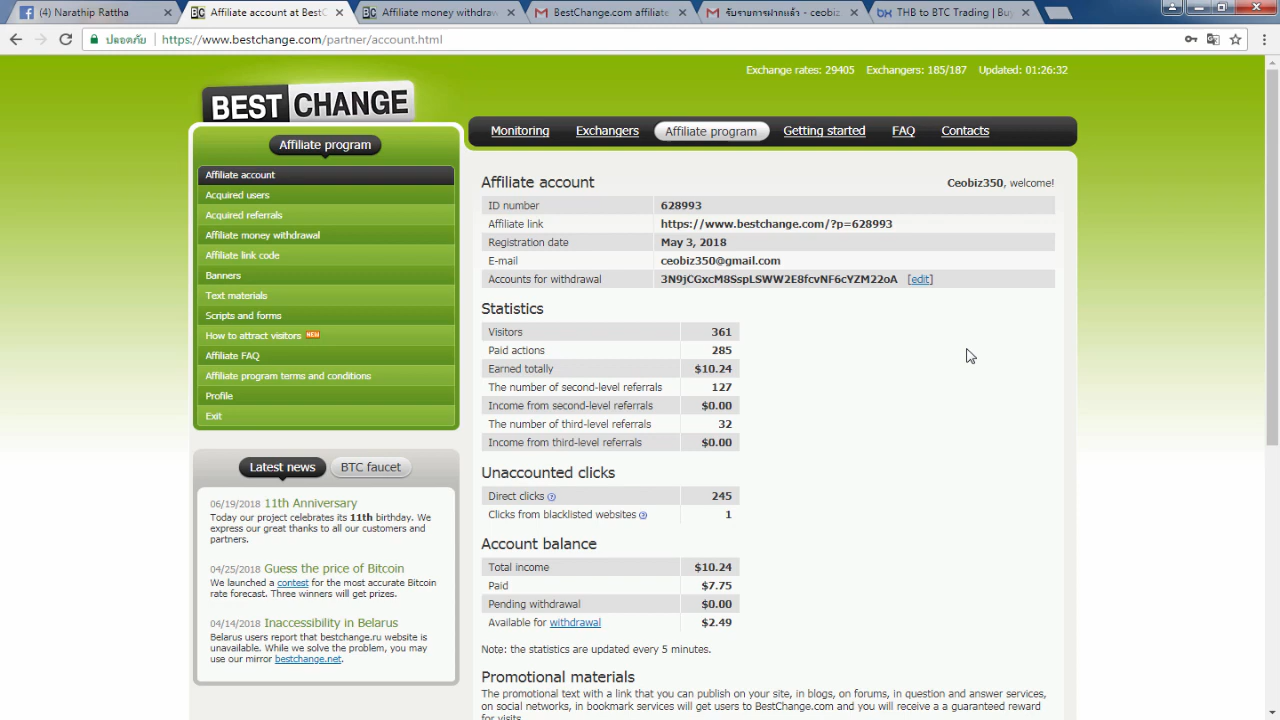 (4) Narathip Rattha
Affiliate account at BestC
Affiliate money withdraw
BestChange.com affiliate
รับรายการฝากแล้ว - ceobiz
THB to BTC Trading | Bu
ปลอดภัย
https://www.bestchange.com/partner/account.html
Exchange rates: 29405 Exchangers: 185/187 Updated: 01:26:32
BESTCHANGE
Monitoring Exchangers Affiliate program Getting started FAQ Contacts
Affiliate program
Affiliate account
Acquired users
Acquired referrals
Affiliate money withdrawal
Affiliate link code
Banners
Text materials
Scripts and forms
How to attract visitors NEW
Affiliate FAQ
Affiliate program terms and conditions
Profile
Exit
Latest news BTC faucet
06/19/2018 11th Anniversary
Today our project celebrates its 11th birthday. We
express our great thanks to all our customers and
partners.
04/25/2018 Guess the price of Bitcoin
We launched a contest for the most accurate Bitcoin
rate forecast. Three winners will get prizes.
04/14/2018 Inaccessibility in Belarus
Belarus users report that bestchange.ru website is
unavailable. While we solve the problem, you may
use our mirror bestchange.net.
Affiliate account
Ceobiz350, welcome!
ID number 628993
Affiliate link https://www.bestchange.com/?p=628993
Registration date May 3, 2018
E-mail ceobiz350@gmail.com
Accounts for withdrawal 3N9jCGxcM8SspLSWW2E8fcvNF6cYZM22oA [edit]
Statistics
Visitors 361
Paid actions 285
Earned totally $10.24
The number of second-level referrals 127
Income from second-level referrals $0.00
The number of third-level referrals 32
Income from third-level referrals $0.00
Unaccounted clicks
Direct clicks 245
Clicks from blacklisted websites 1
Account balance
Total income $10.24
Paid $7.75
Pending withdrawal $0.00
Available for withdrawal $2.49
Note: the statistics are updated every 5 minutes.
Promotional materials
The promotional text with a link that you can publish on your site, in blogs, on forums, in question and answer services,
on social networks, in bookmark services will get users to BestChange.com and you will receive a a guaranteed reward
for visits.